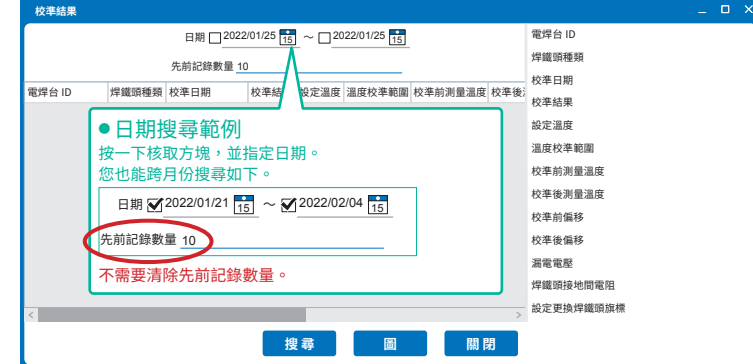 校準結果
日期 2022/01/25 15 ～ 2022/01/25 15
先前記錄數量 10
電焊台 ID 焊鐵頭種類 校準日期 校準結 設定溫度 溫度校準範圍 校準前測量溫度 校準後
●日期搜尋範例
按一下核取方塊，並指定日期。
您也能跨月份搜尋如下。
日期 2022/01/21 15 ～ 2022/02/04 15
先前記錄數量 10
不需要清除先前記錄數量。
搜尋 圖 關閉
電焊台 ID
焊鐵頭種類
校準日期
校準結果
設定溫度
溫度校準範圍
校準前測量溫度
校準後測量溫度
校準前偏移
校準後偏移
漏電電壓
焊鐵頭接地間電阻
設定更換焊鐵頭旗標